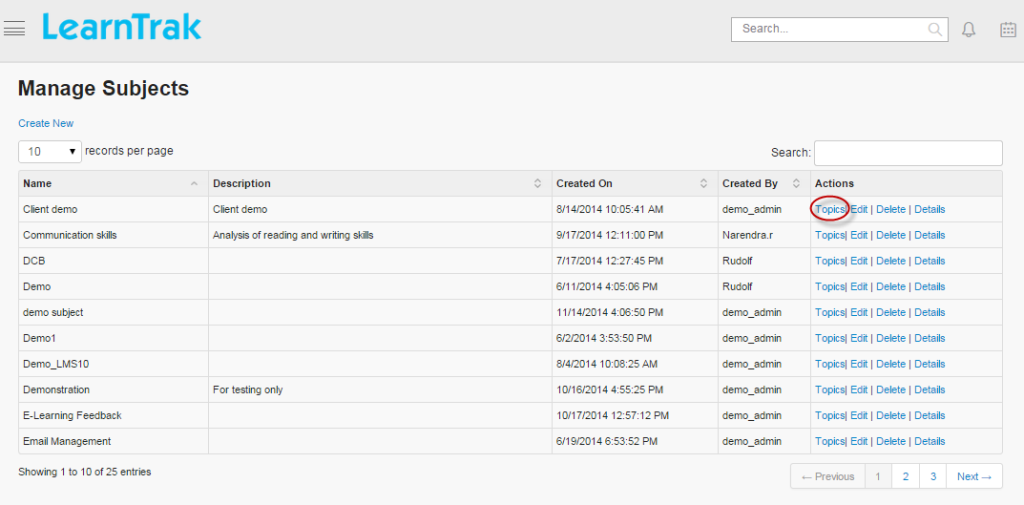 LearnTrak
Search...
Manage Subjects
Create New
10 records per page
Search:
Name Description Created On Created By Actions
Client demo Client demo 8/14/2014 10:05:41 AM demo_admin Topics| Edit | Delete | Details
Communication skills Analysis of reading and writing skills 9/17/2014 12:11:00 PM Narendra.r Topics| Edit | Delete | Details
DCB 7/17/2014 12:27:45 PM Rudolf Topics| Edit | Delete | Details
Demo 6/11/2014 4:05:06 PM Rudolf Topics| Edit | Delete | Details
demo subject 11/14/2014 4:06:50 PM demo_admin Topics| Edit | Delete | Details
Demo1 6/2/2014 3:53:50 PM demo_admin Topics| Edit | Delete | Details
Demo_LMS10 8/4/2014 10:08:25 AM demo_admin Topics| Edit | Delete | Details
Demonstration For testing only 10/16/2014 4:55:25 PM demo_admin Topics| Edit | Delete | Details
E-Learning Feedback 10/17/2014 12:57:12 PM demo_admin Topics| Edit | Delete | Details
Email Management 6/19/2014 6:53:52 PM demo_admin Topics| Edit | Delete | Details
Showing 1 to 10 of 25 entries
← Previous 1 2 3 Next →